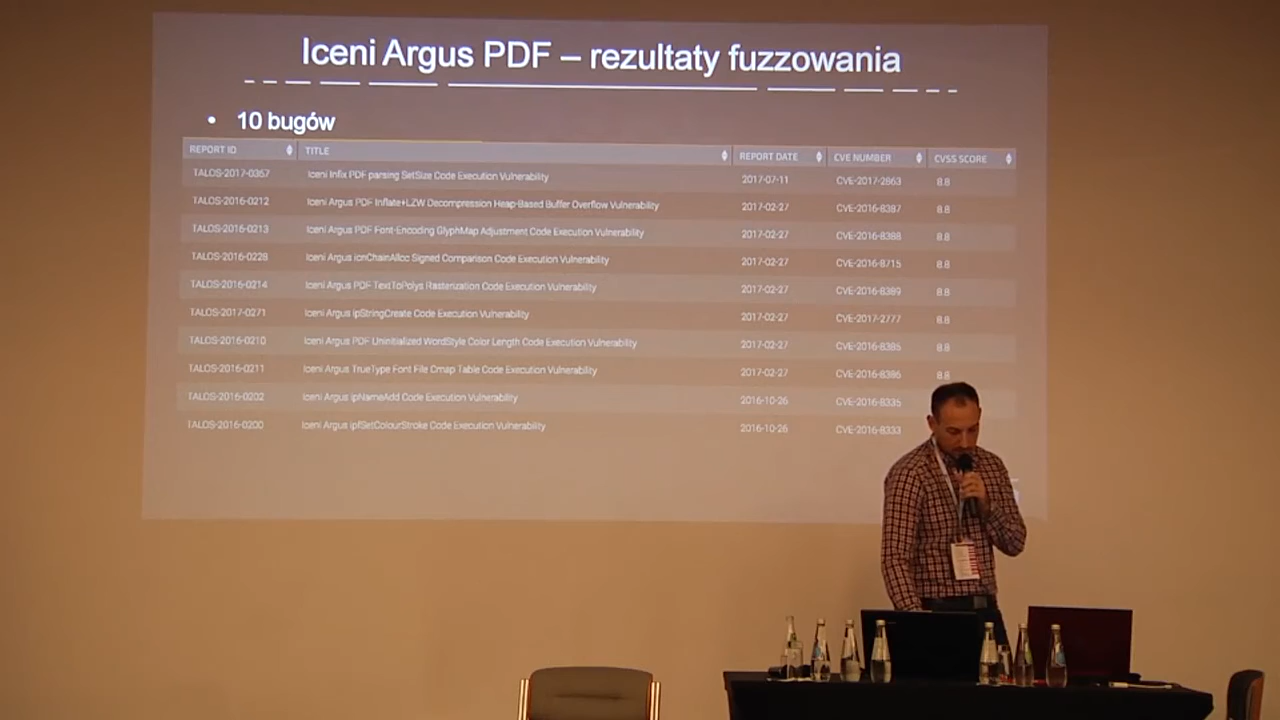 Iceni Argus PDF – rezultaty fuzzowania
• 10 bugów
REPORT ID TITLE REPORT DATE CVE NUMBER CVSS SCORE
TALOS-2017-0367 Iceni Infix PDF parsing SetSize Code Execution Vulnerability 2017-07-11 CVE-2017-2863 8.8
TALOS-2016-0212 Iceni Argus PDF Inflate+LZW Decompression Heap-Based Buffer Overflow Vulnerability 2017-02-27 CVE-2016-8387 8.8
TALOS-2016-0213 Iceni Argus PDF Font-Encoding GlyphMap Adjustment Code Execution Vulnerability 2017-02-27 CVE-2016-8388 8.8
TALOS-2016-0228 Iceni Argus icnChainAlloc Signed Comparison Code Execution Vulnerability 2017-02-27 CVE-2016-8715 8.8
TALOS-2016-0214 Iceni Argus PDF TextToPolys Rasterization Code Execution Vulnerability 2017-02-27 CVE-2016-8389 8.8
TALOS-2017-0271 Iceni Argus ipStringCreate Code Execution Vulnerability 2017-02-27 CVE-2017-2777 8.8
TALOS-2016-0210 Iceni Argus PDF Uninitialized WordStyle Color Length Code Execution Vulnerability 2017-02-27 CVE-2016-8385 8.8
TALOS-2016-0211 Iceni Argus TrueType Font File Cmap Table Code Execution Vulnerability 2017-02-27 CVE-2016-8386 8.8
TALOS-2016-0202 Iceni Argus ipNameAdd Code Execution Vulnerability 2016-10-26 CVE-2016-8335
TALOS-2016-0200 Iceni Argus ipfSetColourStroke Code Execution Vulnerability 2016-10-26 CVE-2016-8333